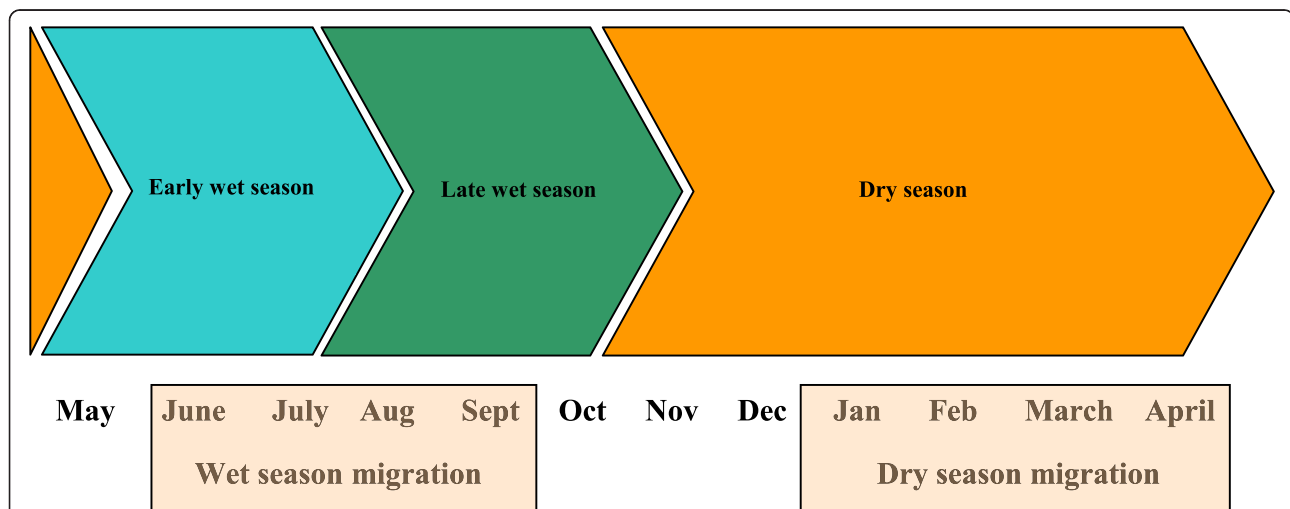 Early wet season
Late wet season
Dry season
May June July Aug Sept Oct Nov Dec Jan Feb March April
Wet season migration
Dry season migration